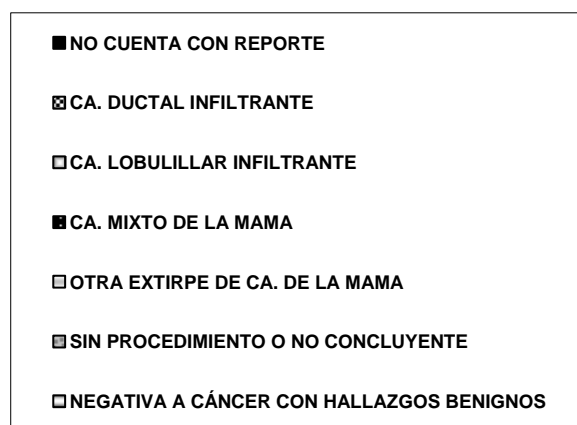 NO CUENTA CON REPORTE
CA. DUCTAL INFILTRANTE
CA. LOBULILLAR INFILTRANTE
CA. MIXTO DE LA MAMA
OTRA EXTIRPE DE CA. DE LA MAMA
SIN PROCEDIMIENTO O NO CONCLUYENTE
NEGATIVA A CÁNCER CON HALLAZGOS BENIGNOS